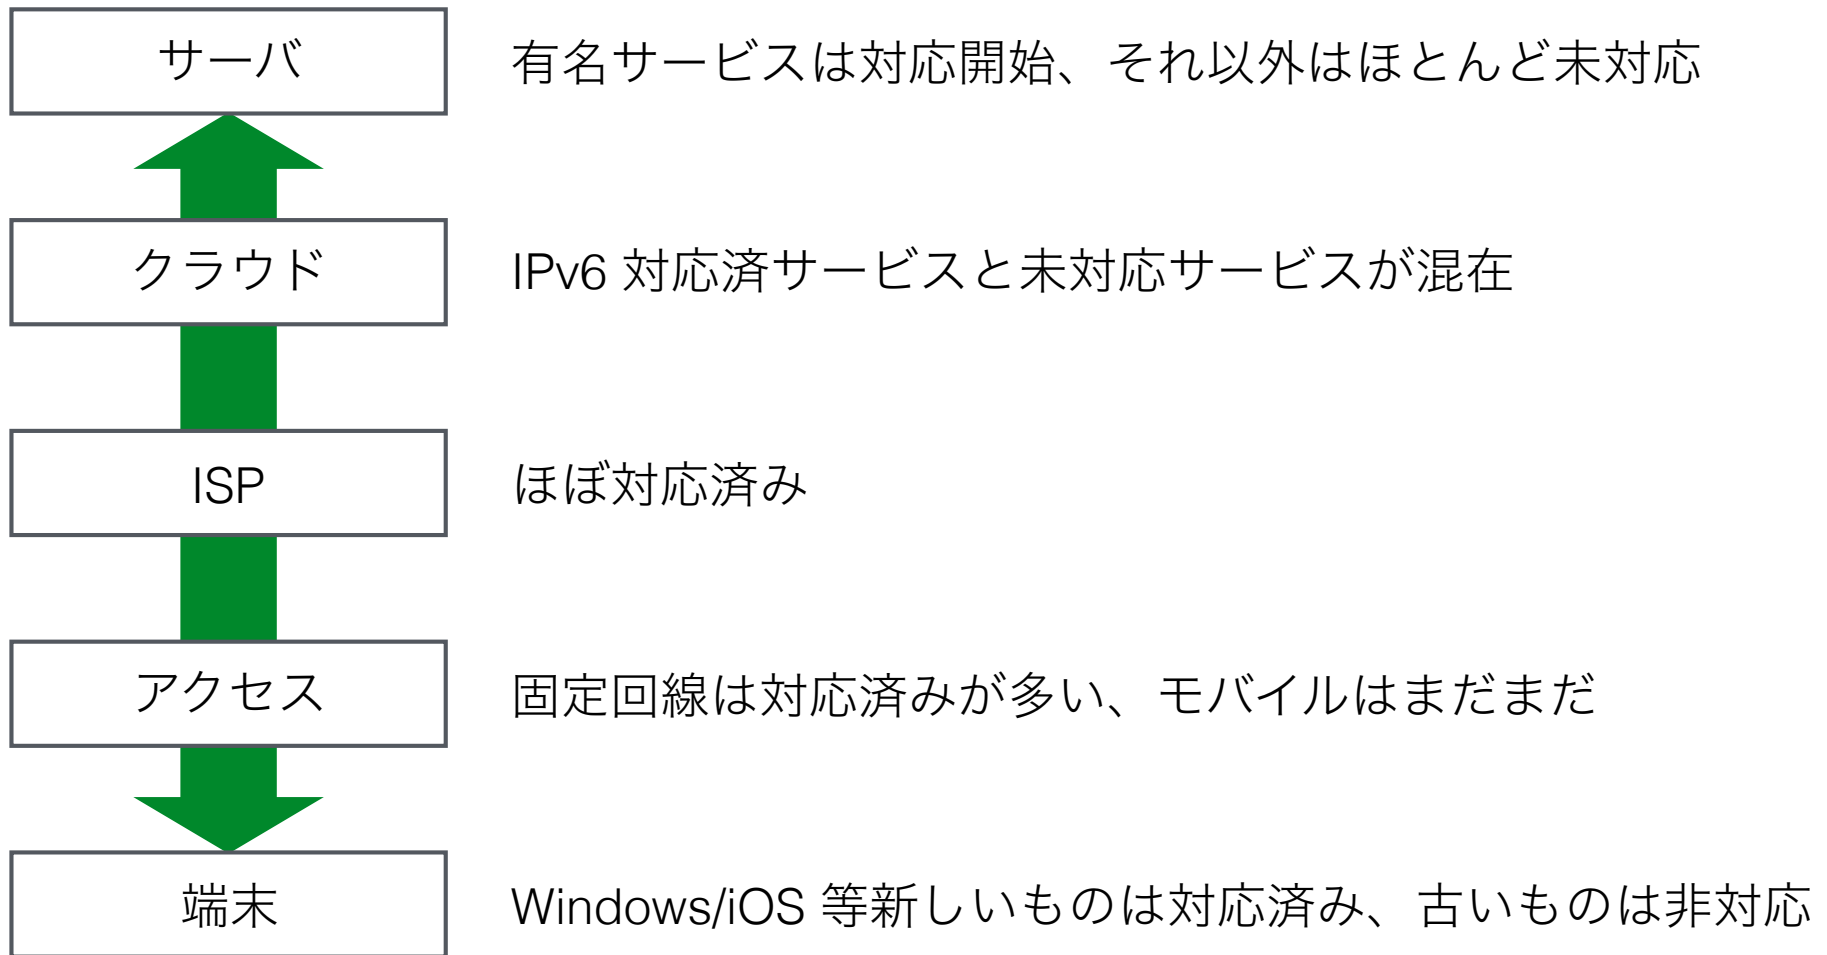 サーバ
有名サービスは対応開始、それ以外はほとんど未対応
クラウド
IPv6 対応済サービスと未対応サービスが混在
ISP
ほぼ対応済み
アクセス
固定回線は対応済みが多い、モバイルはまだまだ
端末
Windows/iOS 等新しいものは対応済み、古いものは非対応